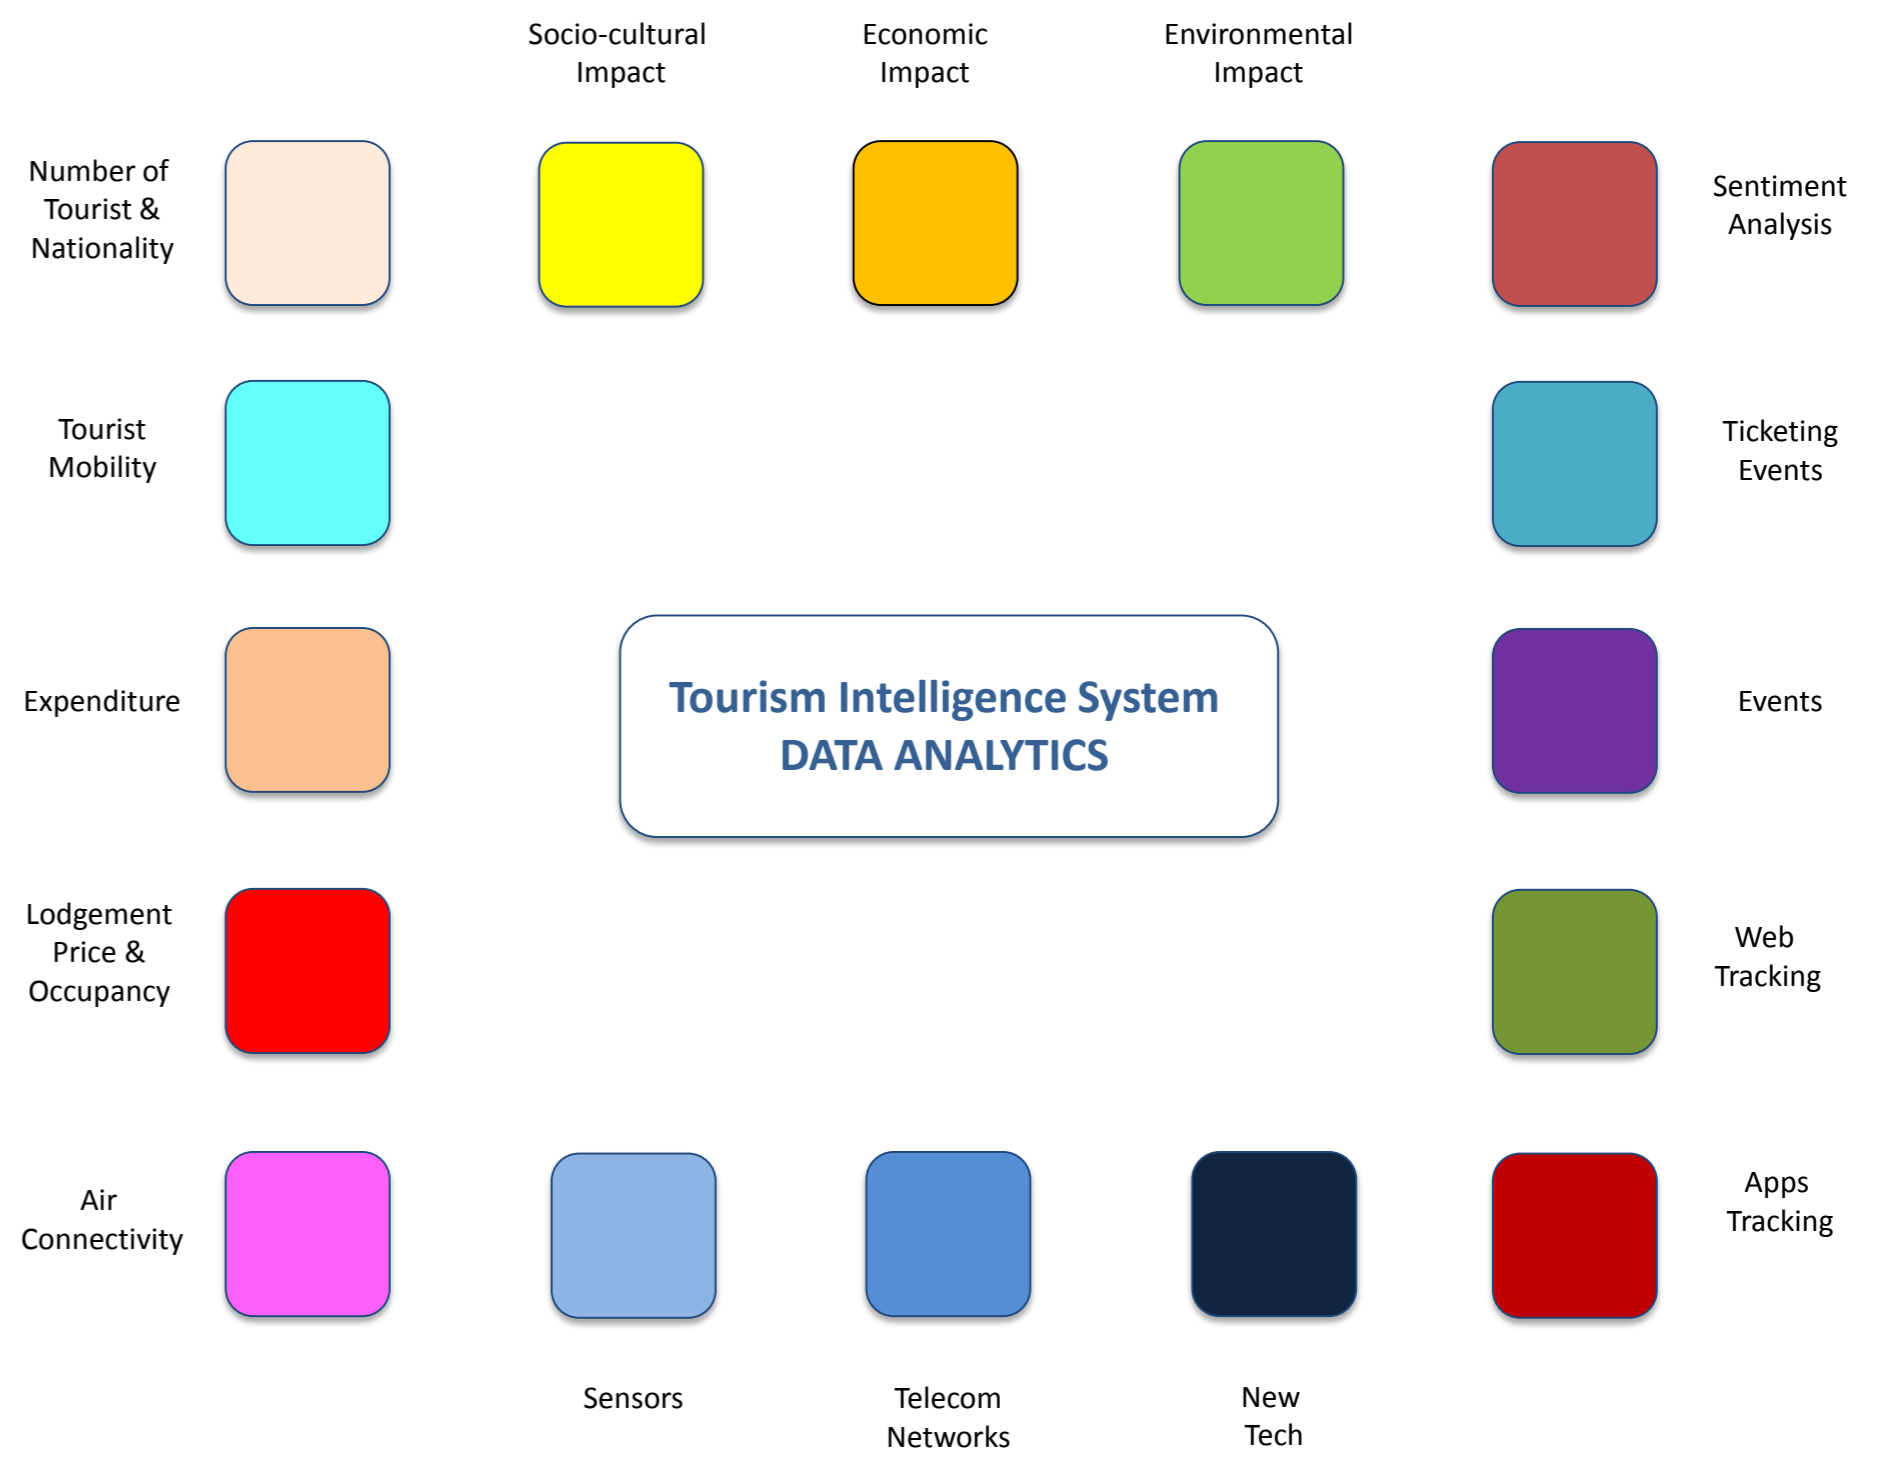 Socio-cultural
Impact
Economic
Impact
Environmental
Impact
Number of
Tourist &
Nationality
Sentiment
Analysis
Tourist
Mobility
Ticketing
Events
Expenditure
Tourism Intelligence System
DATA ANALYTICS
Events
Lodgement
Price &
Occupancy
Web
Tracking
Air
Connectivity
Apps
Tracking
Sensors
Telecom
Networks
New
Tech